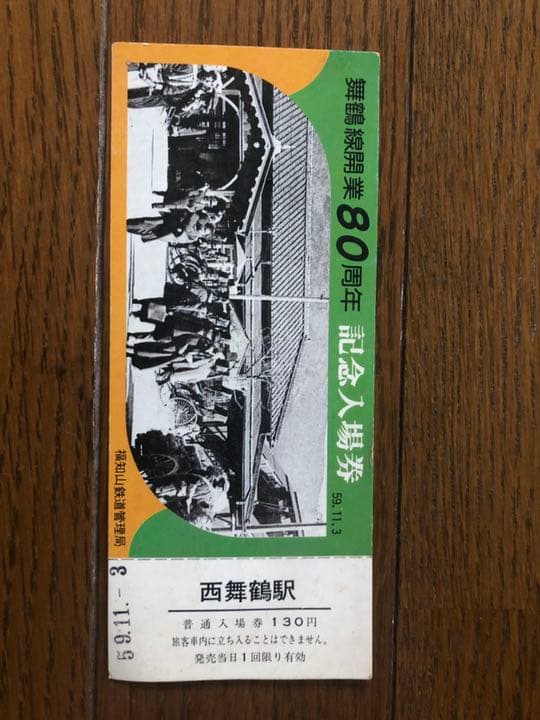 舞鶴線開業80周年 記念入場券
59.11.3
福知山鉄道管理局
西舞鶴駅
普通入場券 130円
旅客車内に立ち入ることはできません。
発売当日1回限り有効
59.11.-3